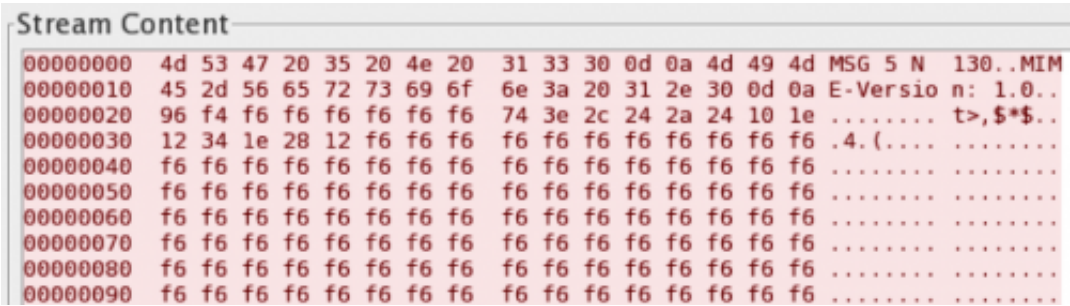 Stream Content
00000000 4d 53 47 20 35 20 4e 20 31 33 30 0d 0a 4d 49 4d MSG 5 N 130..MIM
00000010 45 2d 56 65 72 73 69 6f 6e 3a 20 31 2e 30 0d 0a E-Versio n: 1.0..
00000020 96 f4 f6 f6 f6 f6 f6 f6 74 3e 2c 24 2a 24 10 1e ........ t>,$*$..
00000030 12 34 1e 28 12 f6 f6 f6 f6 f6 f6 f6 f6 f6 f6 f6 .4.(.... ........
00000040 f6 f6 f6 f6 f6 f6 f6 f6 f6 f6 f6 f6 f6 f6 f6 f6 ........ ........
00000050 f6 f6 f6 f6 f6 f6 f6 f6 f6 f6 f6 f6 f6 f6 f6 f6 ........ ........
00000060 f6 f6 f6 f6 f6 f6 f6 f6 f6 f6 f6 f6 f6 f6 f6 f6 ........ ........
00000070 f6 f6 f6 f6 f6 f6 f6 f6 f6 f6 f6 f6 f6 f6 f6 f6 ........ ........
00000080 f6 f6 f6 f6 f6 f6 f6 f6 f6 f6 f6 f6 f6 f6 f6 f6 ........ ........
00000090 f6 f6 f6 f6 f6 f6 f6 f6 f6 f6 f6 f6 f6 f6 f6 f6 ........ ........